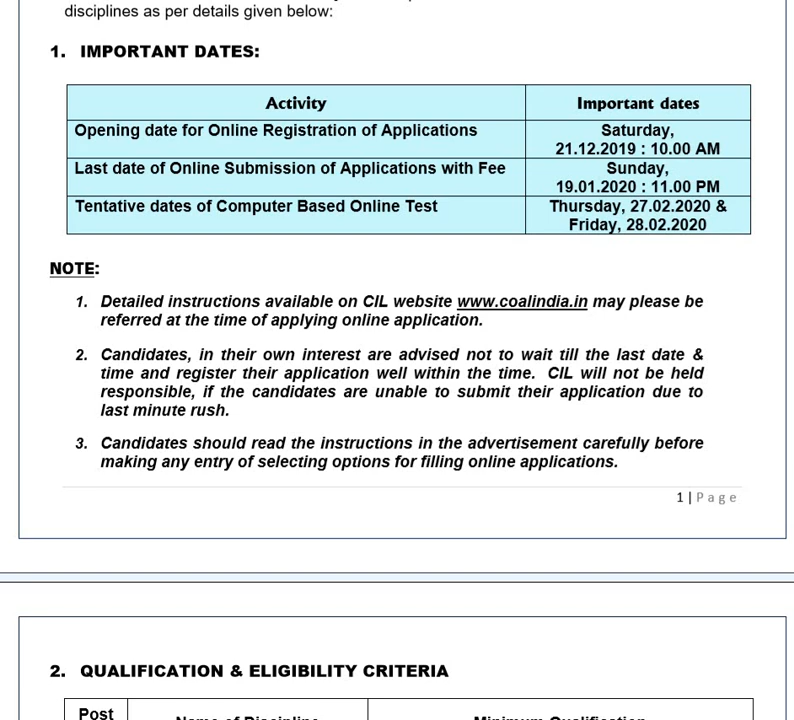 disciplines as per details given below:
1. IMPORTANT DATES:
Activity Important dates
Opening date for Online Registration of Applications Saturday,
21.12.2019 : 10.00 AM
Last date of Online Submission of Applications with Fee Sunday,
19.01.2020 : 11.00 PM
Tentative dates of Computer Based Online Test Thursday, 27.02.2020 &
Friday, 28.02.2020
NOTE:
1. Detailed instructions available on CIL website www.coalindia.in may please be
referred at the time of applying online application.
2. Candidates, in their own interest are advised not to wait till the last date &
time and register their application well within the time. CIL will not be held
responsible, if the candidates are unable to submit their application due to
last minute rush.
3. Candidates should read the instructions in the advertisement carefully before
making any entry of selecting options for filling online applications.
1 | Page
2. QUALIFICATION & ELIGIBILITY CRITERIA
Post
Name of Discipline Minimum Qualification